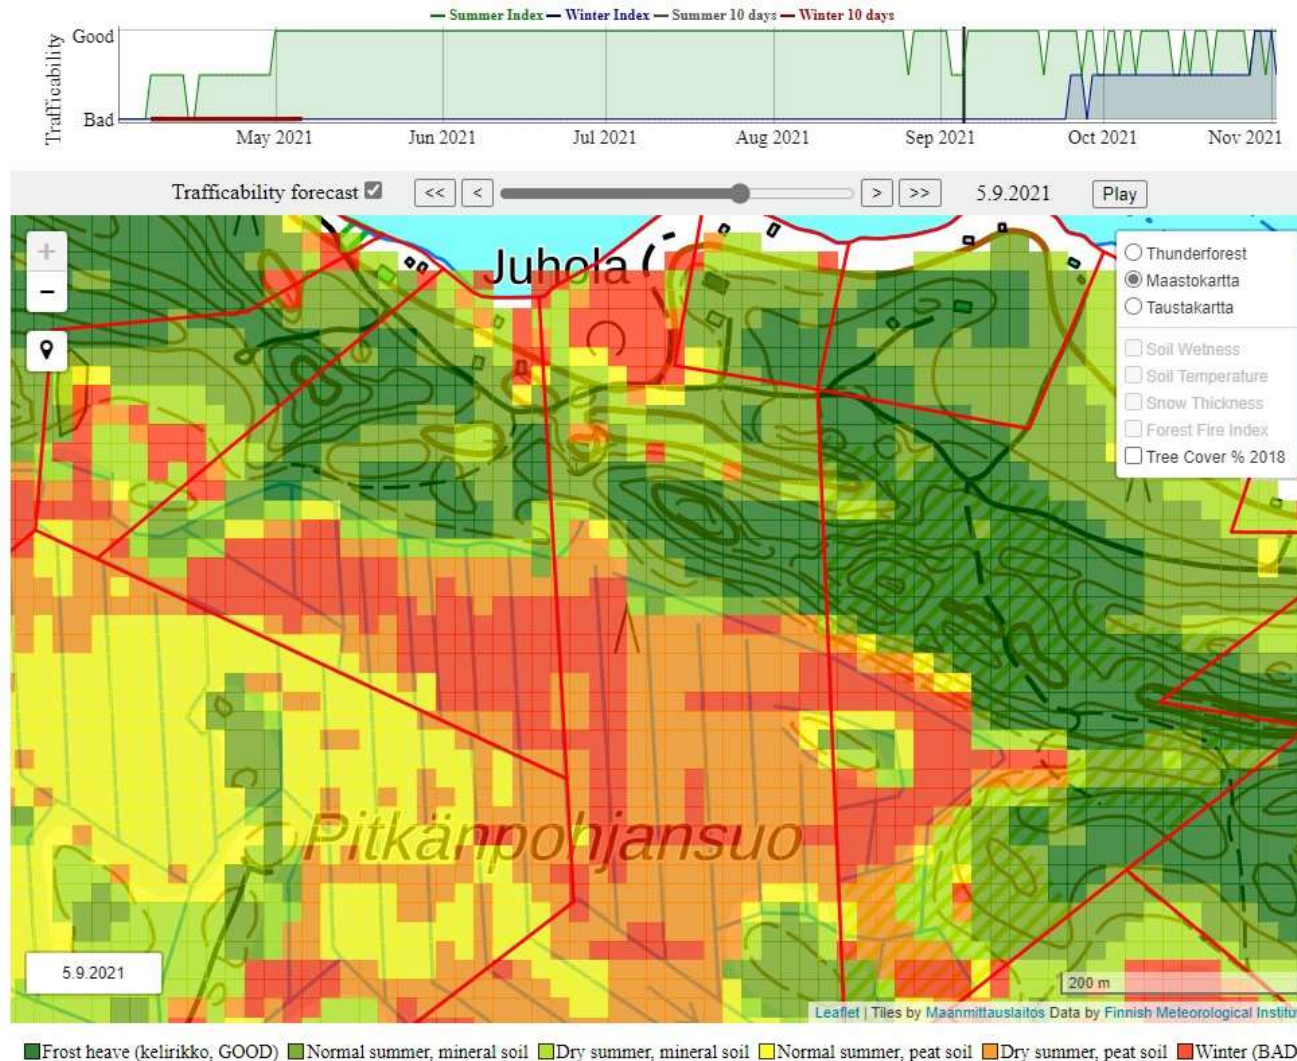 Summer Index Winter Index Summer 10 days Winter 10 days
Trafficability
Good
Bad
May 2021 Jun 2021 Jul 2021 Aug 2021 Sep 2021 Oct 2021 Nov 2021
Trafficability forecast << < > >> 5.9.2021 Play
+
−
Juhola
Thunderforest
Maastokartta
Taustakartta
Soil Wetness
Soil Temperature
Snow Thickness
Forest Fire Index
Tree Cover % 2018
Pitkänpohjansuo
5.9.2021
200 m
Leaflet | Tiles by Maanmittauslaitos Data by Finnish Meteorological Institu
Frost heave (kelirikko, GOOD) Normal summer, mineral soil Dry summer, mineral soil Normal summer, peat soil Dry summer, peat soil Winter (BAD